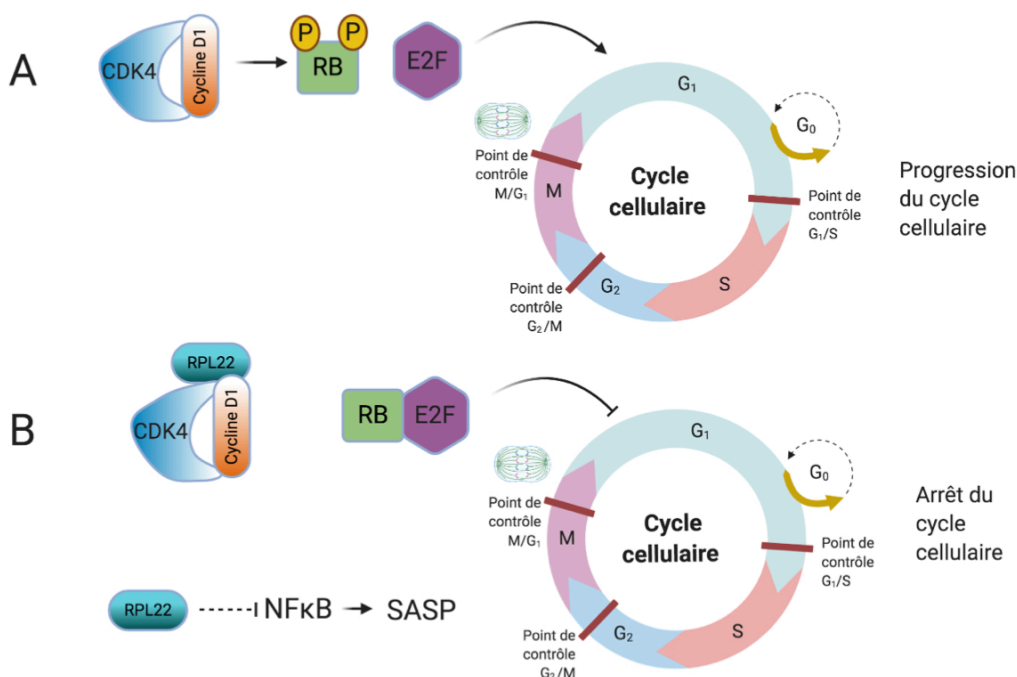 A
CDK4
Cycline D1
P
P
RB
E2F
G₁
G₀
Point de
contrôle
M/G₁
M
Cycle
cellulaire
Point de
contrôle
G₁/S
Progression
du cycle
cellulaire
S
G₂
Point de
contrôle
G₂/M
B
RPL22
CDK4
Cycline D1
RB
E2F
G₁
G₀
Point de
contrôle
M/G₁
M
Cycle
cellulaire
Point de
contrôle
G₁/S
Arrêt du
cycle
cellulaire
RPL22
NFκB
SASP
S
G₂
Point de
contrôle
G₂/M